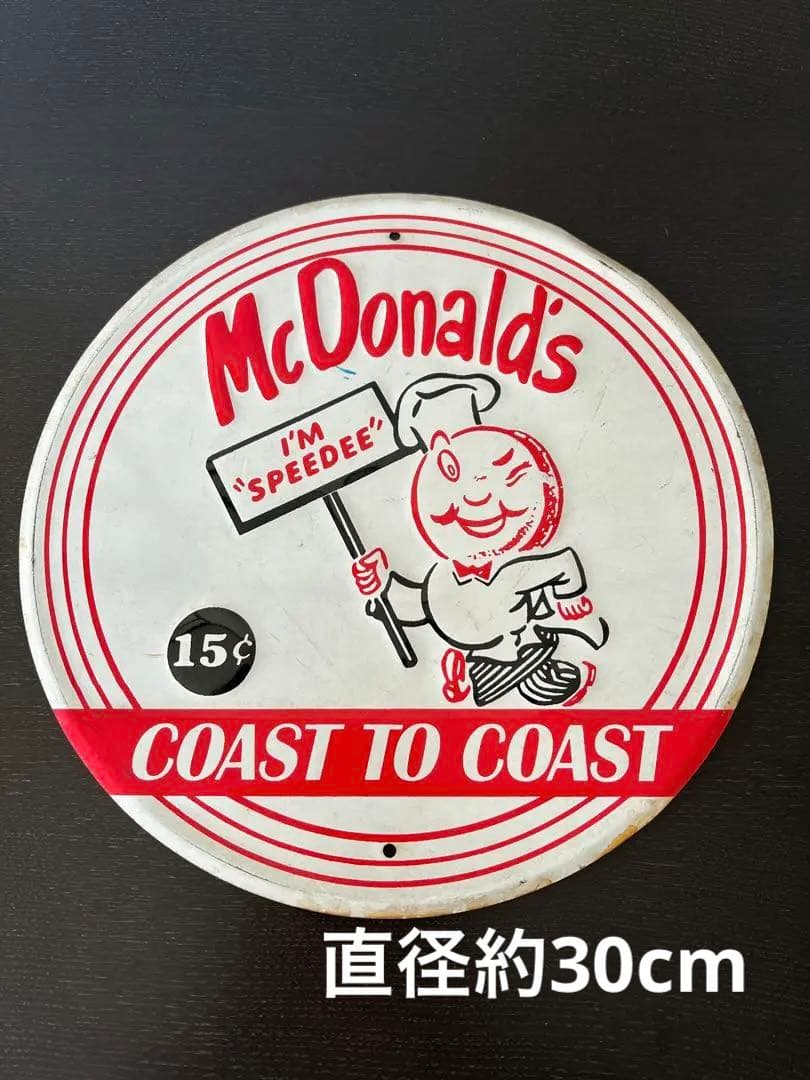 McDonald's
I'M
"SPEEDEE"
15¢
COAST TO COAST
直径約30cm